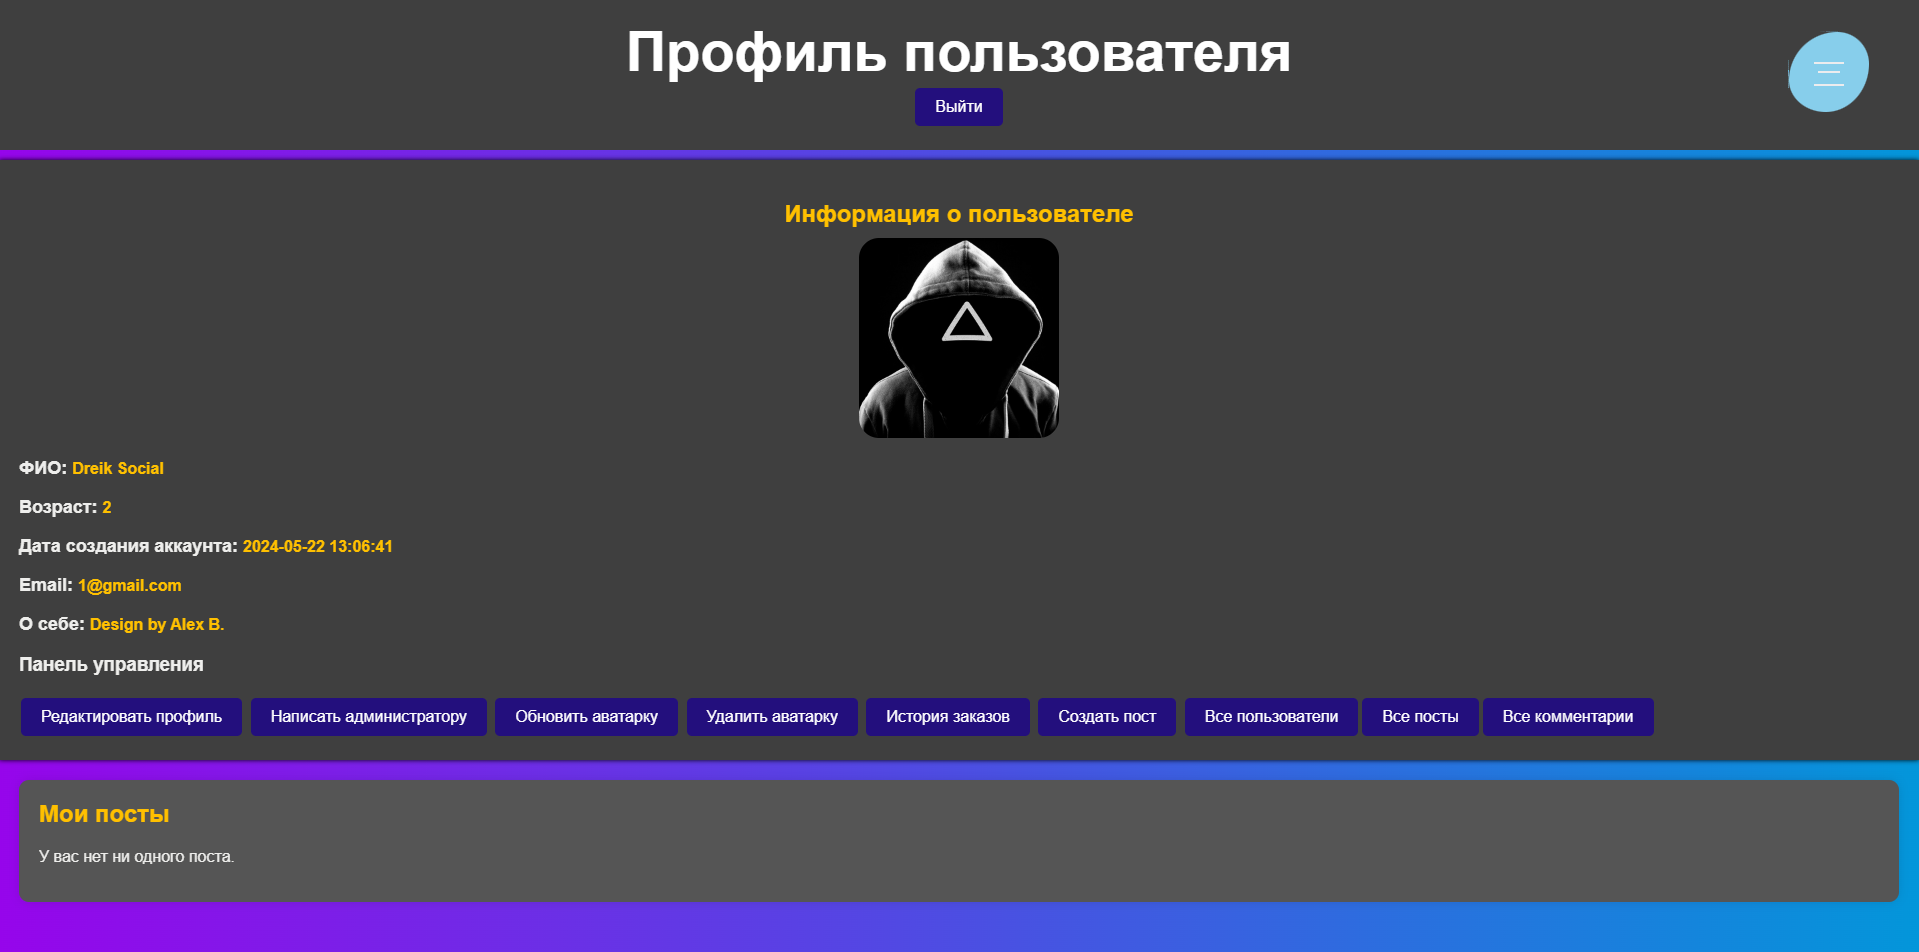 Профиль пользователя
Выйти
Информация о пользователе
ФИО: Dreik Social
Возраст: 2
Дата создания аккаунта: 2024-05-22 13:06:41
Email: 1@gmail.com
О себе: Design by Alex B.
Панель управления
Редактировать профиль Написать администратору Обновить аватарку Удалить аватарку История заказов Создать пост Все пользователи Все посты Все комментарии
Мои посты
У вас нет ни одного поста.